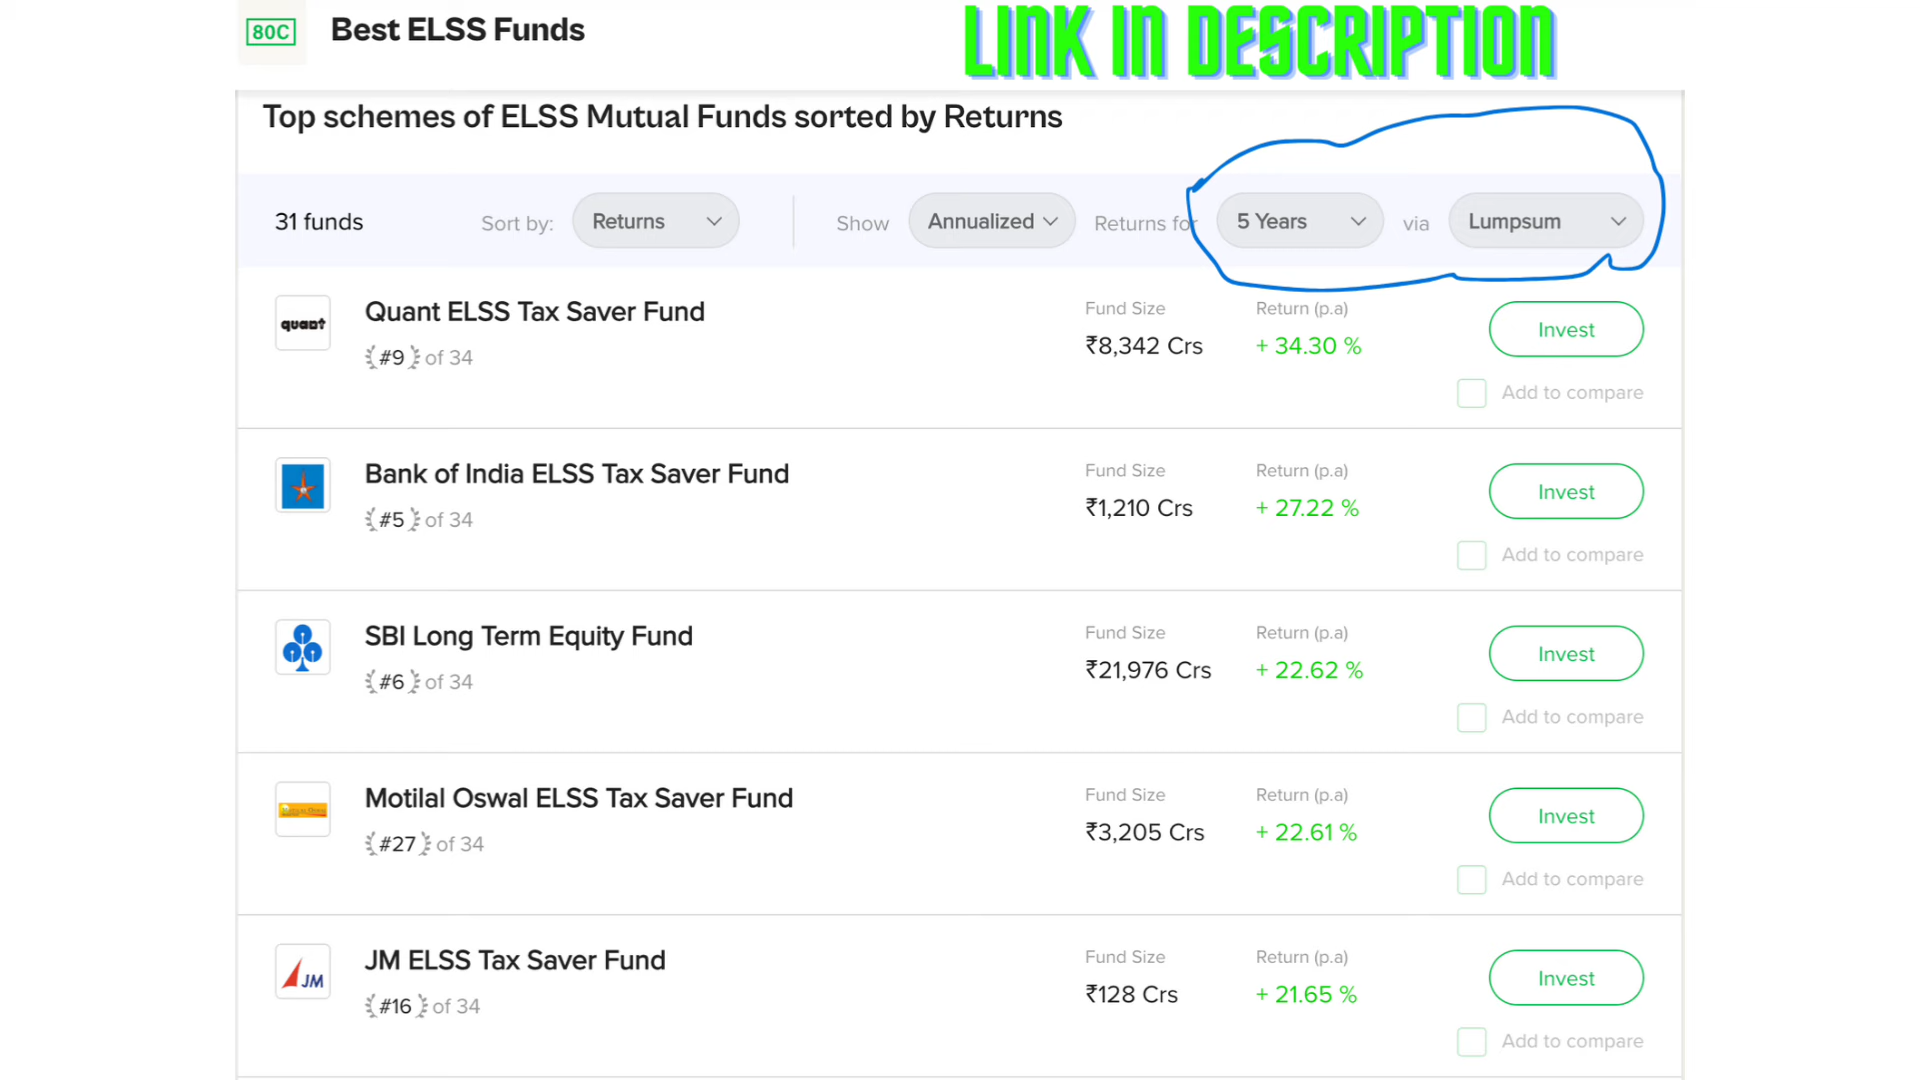 80C
Best ELSS Funds
LINK IN DESCRIPTION
Top schemes of ELSS Mutual Funds sorted by Returns
31 funds Sort by: Returns Show Annualized Returns for 5 Years via Lumpsum
quant
Quant ELSS Tax Saver Fund
#9 of 34
Fund Size
₹8,342 Crs
Return (p.a)
+ 34.30 %
Invest
Add to compare
Bank of India ELSS Tax Saver Fund
#5 of 34
Fund Size
₹1,210 Crs
Return (p.a)
+ 27.22 %
Invest
Add to compare
SBI Long Term Equity Fund
#6 of 34
Fund Size
₹21,976 Crs
Return (p.a)
+ 22.62 %
Invest
Add to compare
Motilal Oswal ELSS Tax Saver Fund
#27 of 34
Fund Size
₹3,205 Crs
Return (p.a)
+ 22.61 %
Invest
Add to compare
JM
JM ELSS Tax Saver Fund
#16 of 34
Fund Size
₹128 Crs
Return (p.a)
+ 21.65 %
Invest
Add to compare